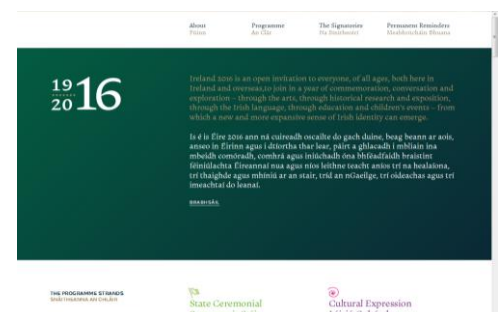 About Programme The Signatories Permanent Reminders
Fúinn An Clár Na Sínitheoirí Meabhrúcháin Bhuana
19 16
20
Ireland 2016 is an open invitation to everyone, of all ages, both here in
Ireland and overseas,to join in a year of commemoration, conversation and
exploration – through the arts, through historical research and exposition,
through the Irish language, through education and children's events – from
which a new and more expansive sense of Irish identity can emerge.
Is é is Éire 2016 ann ná cuireadh oscailte do gach duine, beag beann ar aois,
anseo in Éirinn agus i dtíortha thar lear, páirt a ghlacadh i mbliain ina
mbeidh comóradh, comhrá agus iniúchadh óna bhféadfaidh braistint
féiniúlachta Éireannaí nua agus níos leithne teacht aníos trí na healaíona,
trí thaighde agus mhíniú ar an stair, tríd an nGaeilge, trí oideachas agus trí
imeachtaí do leanaí.
BRABHSÁIL
THE PROGRAMME STRANDS
State Ceremonial
Cultural Expression